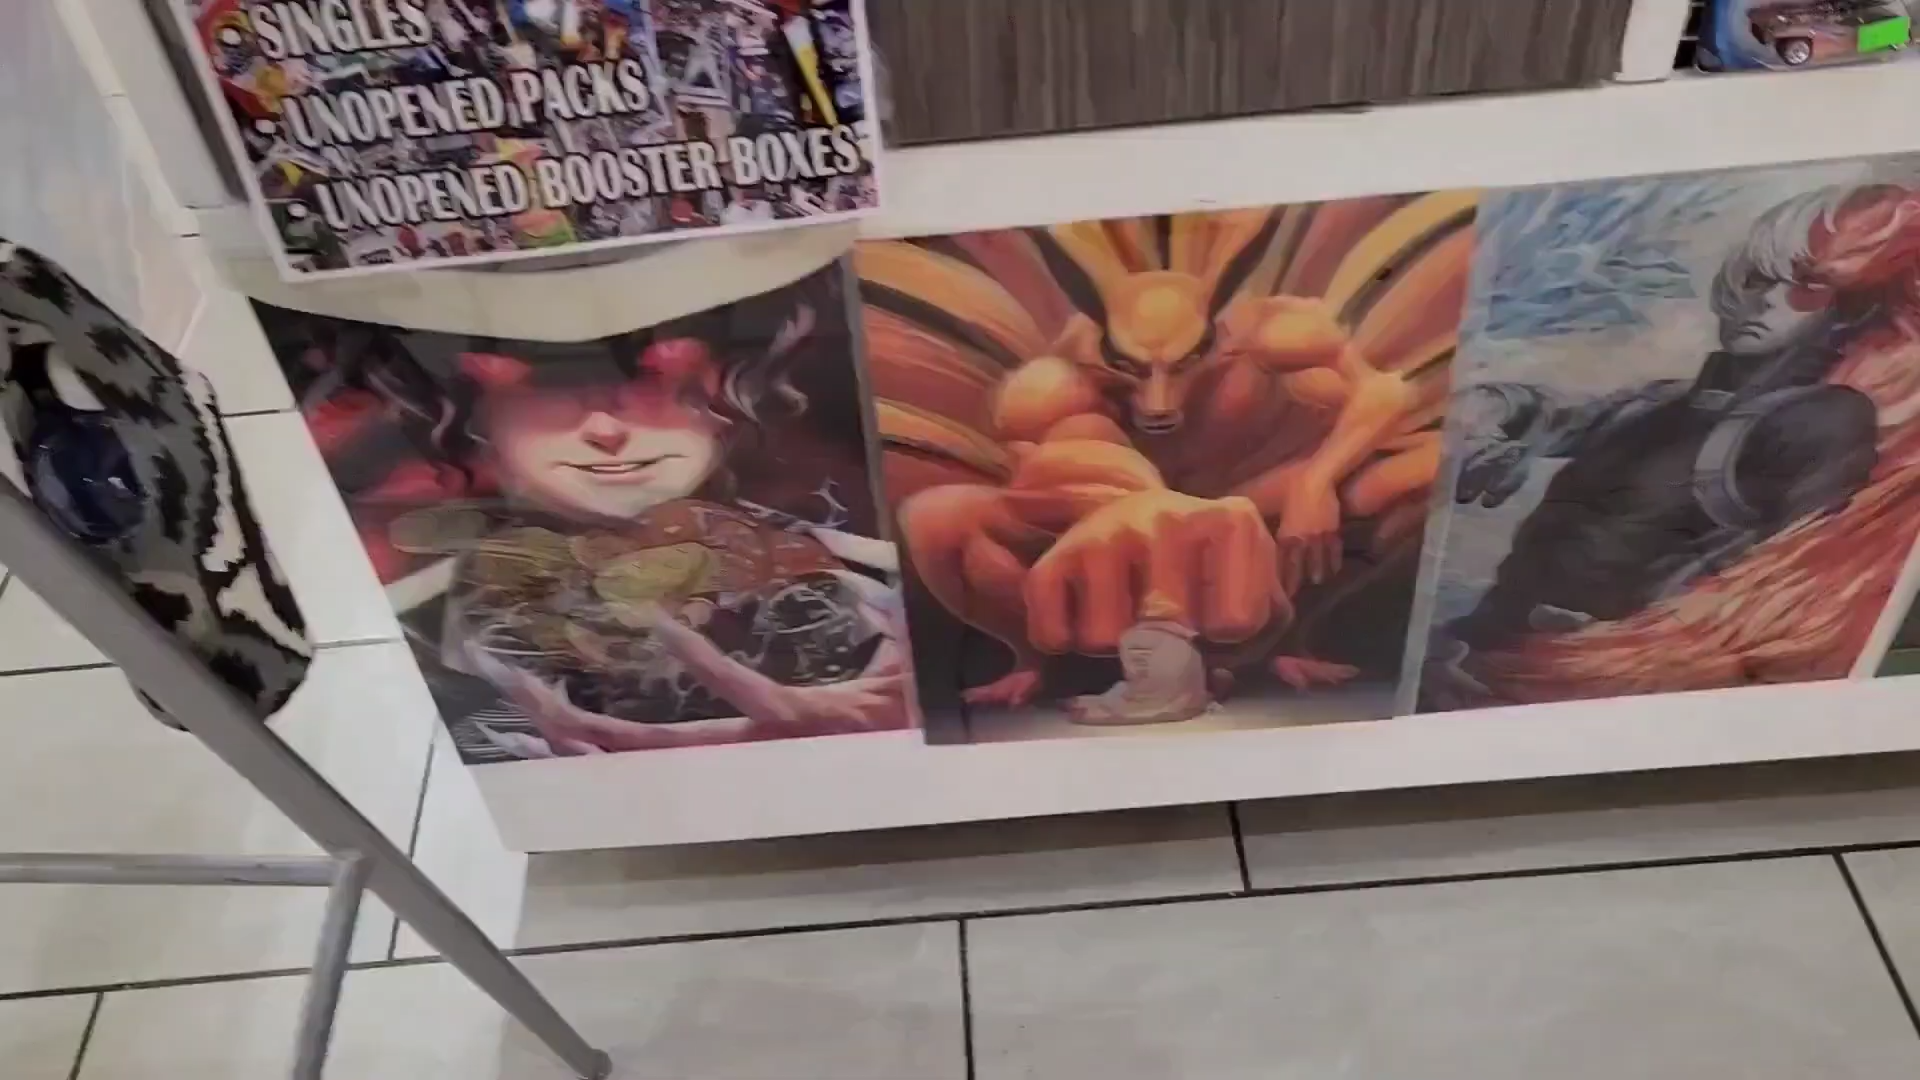 • SINGLES
• UNOPENED PACKS
• UNOPENED BOOSTER BOXES